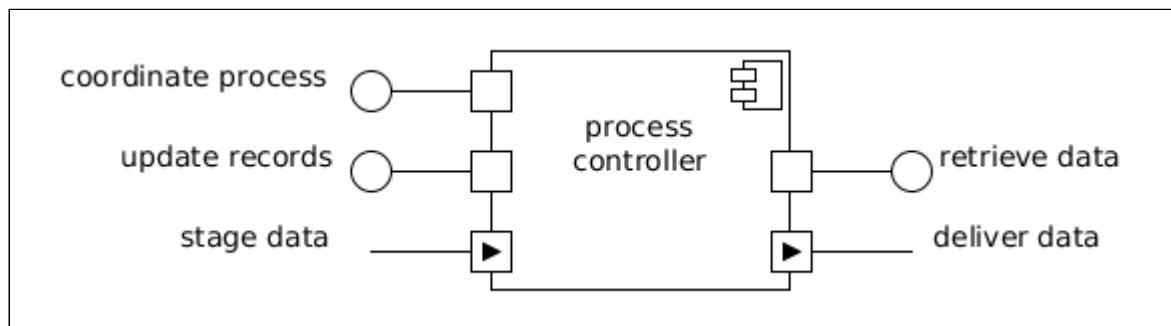 coordinate process
update records
stage data
process
controller
retrieve data
deliver data